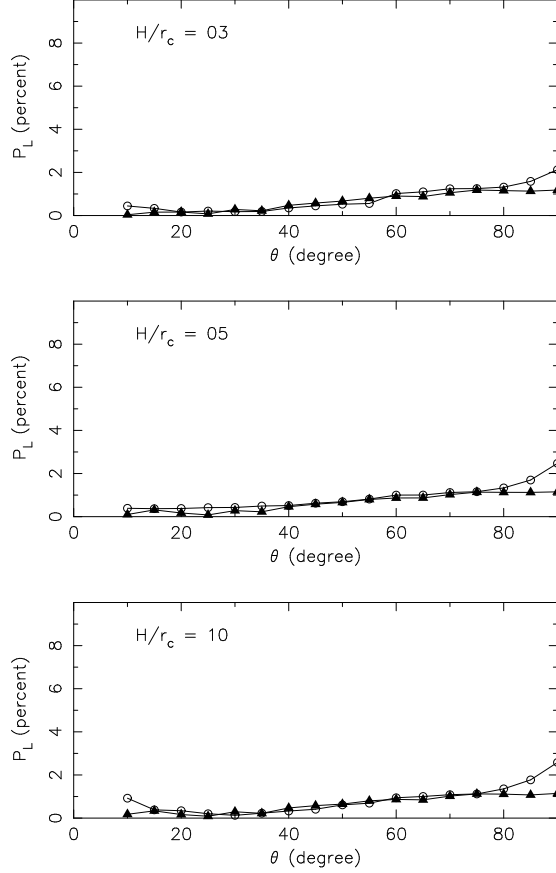 H/r_c = 03
8
6
4
2
0
P_L (percent)
0 20 40 60 80
θ (degree)
H/r_c = 05
8
6
4
2
0
P_L (percent)
0 20 40 60 80
θ (degree)
H/r_c = 10
8
6
4
2
0
P_L (percent)
0 20 40 60 80
θ (degree)